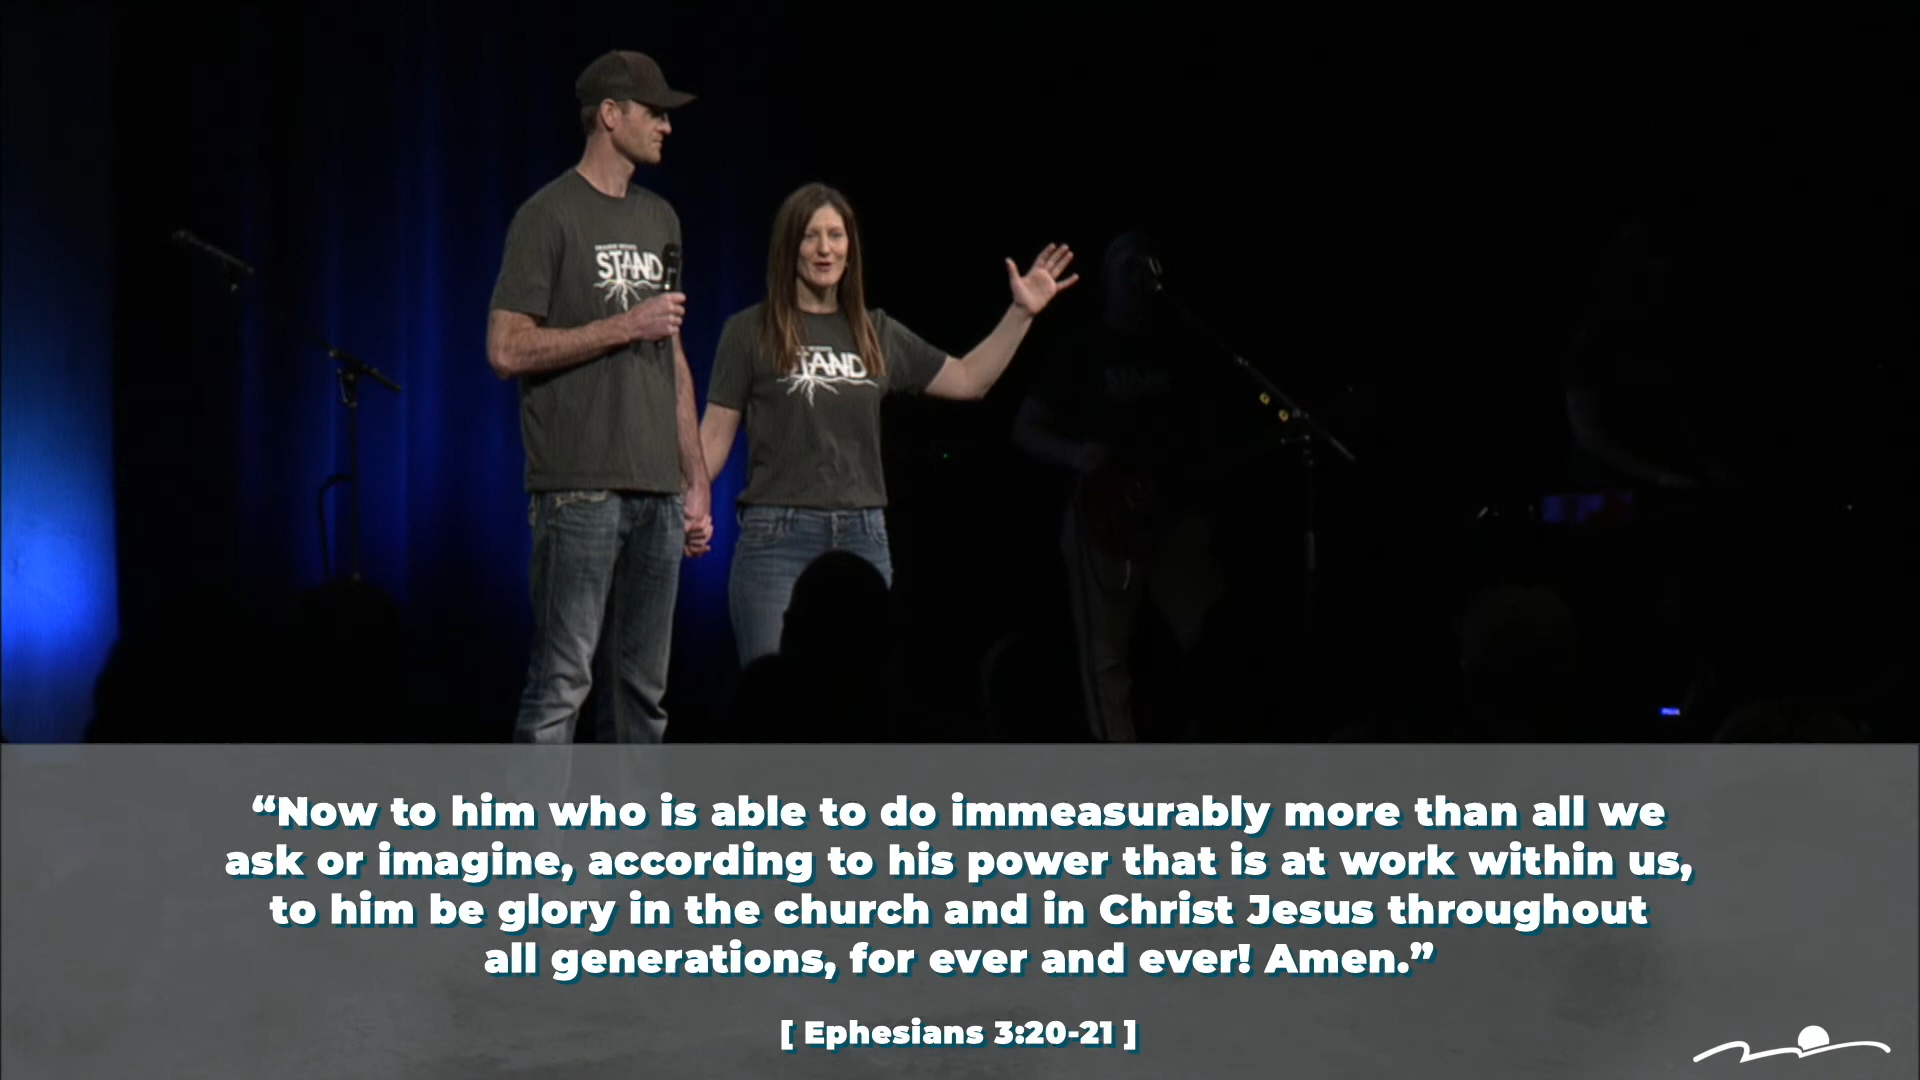 STAND
STAND
“Now to him who is able to do immeasurably more than all we
ask or imagine, according to his power that is at work within us,
to him be glory in the church and in Christ Jesus throughout
all generations, for ever and ever! Amen.”
[ Ephesians 3:20-21 ]